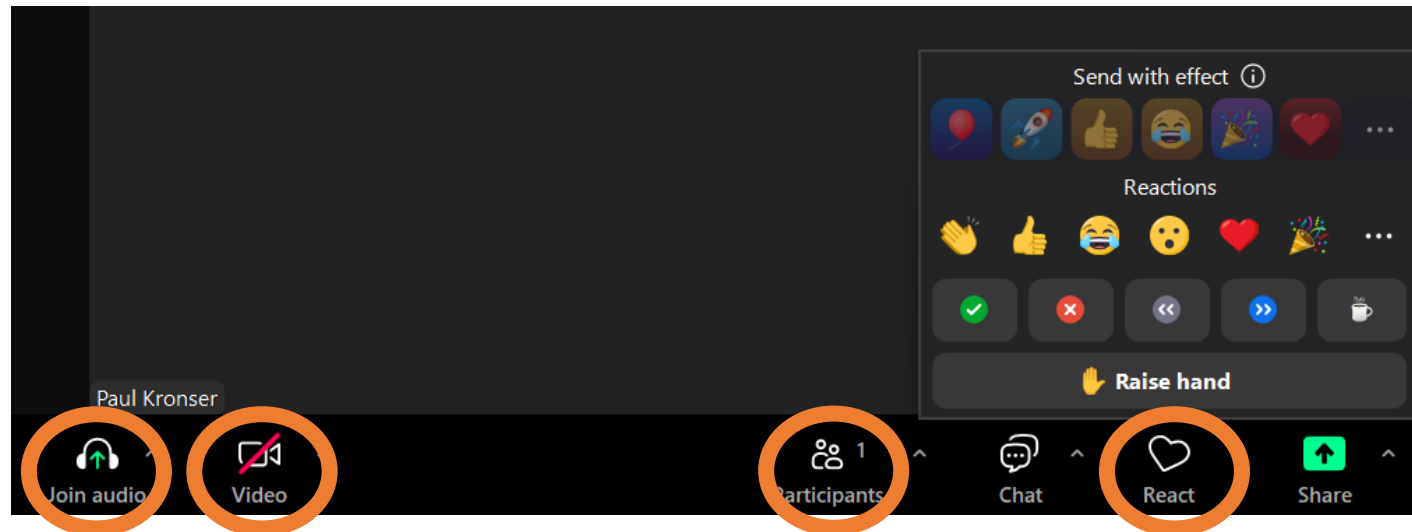 Send with effect
Reactions
Raise hand
Paul Kronser
Join audio
Video
Participants 1
Chat
React
Share